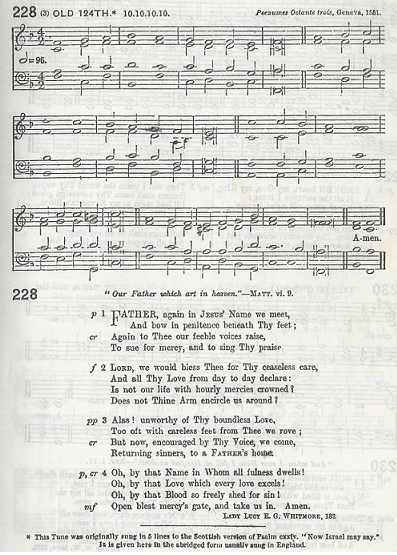 228 (3) OLD 124TH.* 10.10.10.10. Pseaumes Octante trois, Geneva, 1551.
=96.
A-men.
228 "Our Father which art in heaven."—MATT. vi. 9.
p 1 FATHER, again in JESUS' Name we meet,
And bow in penitence beneath Thy feet;
cr Again to Thee our feeble voices raise,
To sue for mercy, and to sing Thy praise.
f 2 LORD, we would bless Thee for Thy ceaseless care,
And all Thy Love from day to day declare:
Is not our life with hourly mercies crowned?
Does not Thine Arm encircle us around?
pp 3 Alas! unworthy of Thy boundless Love,
Too oft with careless feet from Thee we rove;
cr But now, encouraged by Thy Voice, we come,
Returning sinners, to a FATHER'S home.
p, cr 4 Oh, by that Name in Whom all fulness dwells!
Oh, by that Love which every love excels!
Oh, by that Blood so freely shed for sin!
mf Open blest mercy's gate, and take us in. Amen.
LADY LUCY E. G. WHITMORE, 182
* This Tune was originally sung in 5 lines to the Scottish version of Psalm cxxiv. "Now Israel may say."
It is given here in the abridged form usually sung in England.